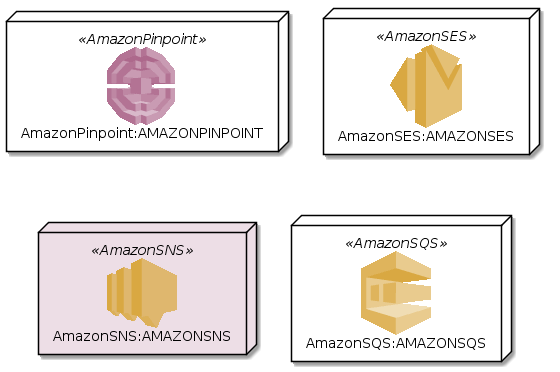 «AmazonPinpoint»
AmazonPinpoint:AMAZONPINPOINT
«AmazonSES»
AmazonSES:AMAZONSES
«AmazonSNS»
AmazonSNS:AMAZONSNS
«AmazonSQS»
AmazonSQS:AMAZONSQS